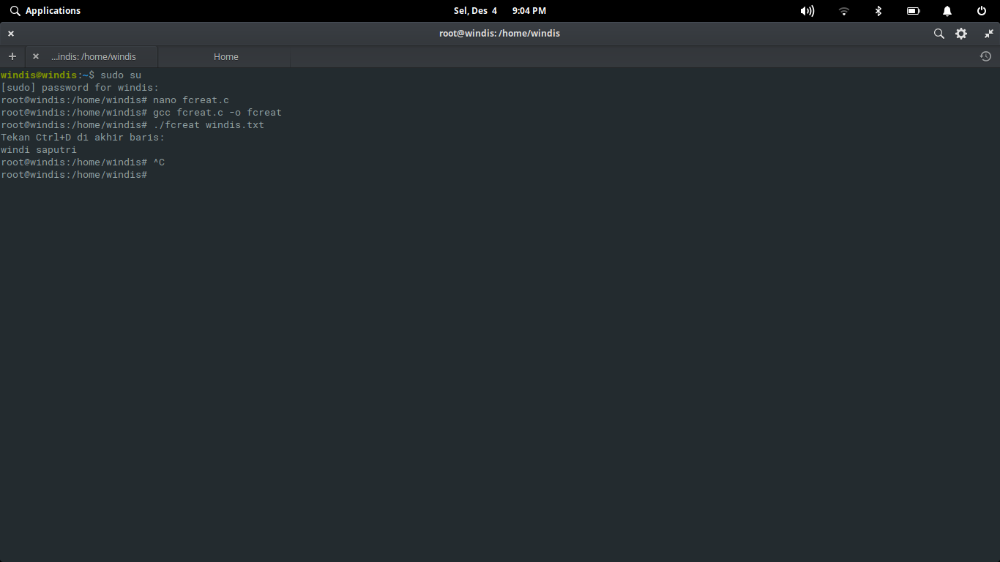 Applications
Sel, Des 4 9:04 PM
root@windis: /home/windis
...indis: /home/windis
Home
windis@windis:~$ sudo su
[sudo] password for windis:
root@windis:/home/windis# nano fcreat.c
root@windis:/home/windis# gcc fcreat.c -o fcreat
root@windis:/home/windis# ./fcreat windis.txt
Tekan Ctrl+D di akhir baris:
windi saputri
root@windis:/home/windis# ^C
root@windis:/home/windis#